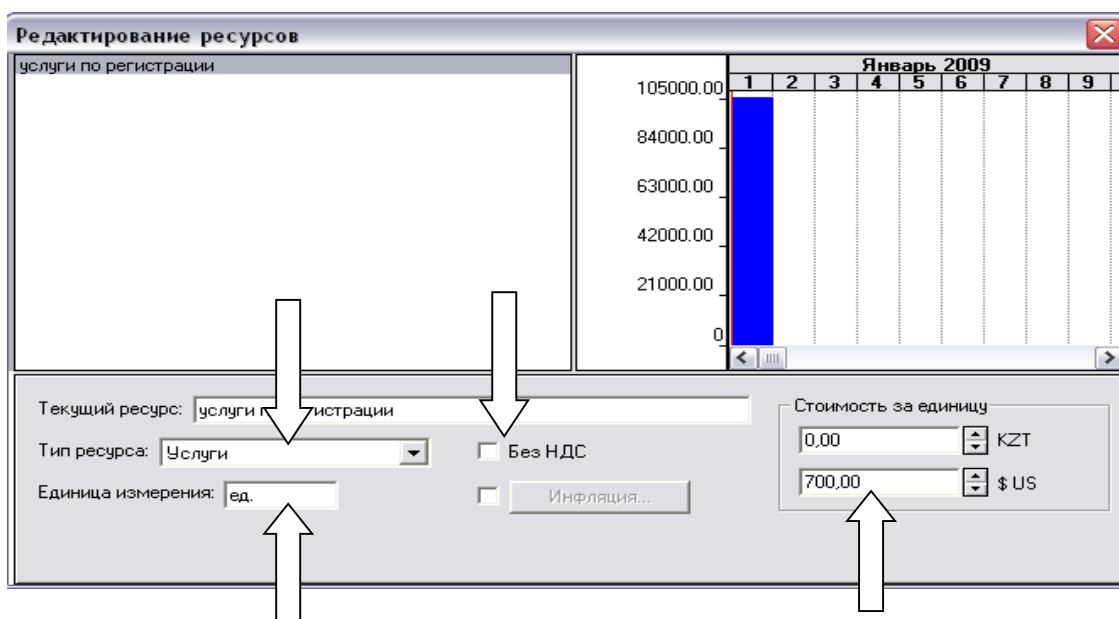 Редактирование ресурсов
услуги по регистрации
Январь 2009
1 2 3 4 5 6 7 8 9
105000.00
84000.00
63000.00
42000.00
21000.00
0
Текущий ресурс: услуги п истрации
Тип ресурса: Услуги
Единица измерения: ед.
Без НДС
Инфляция...
Стоимость за единицу
0,00 KZT
700,00 $ US